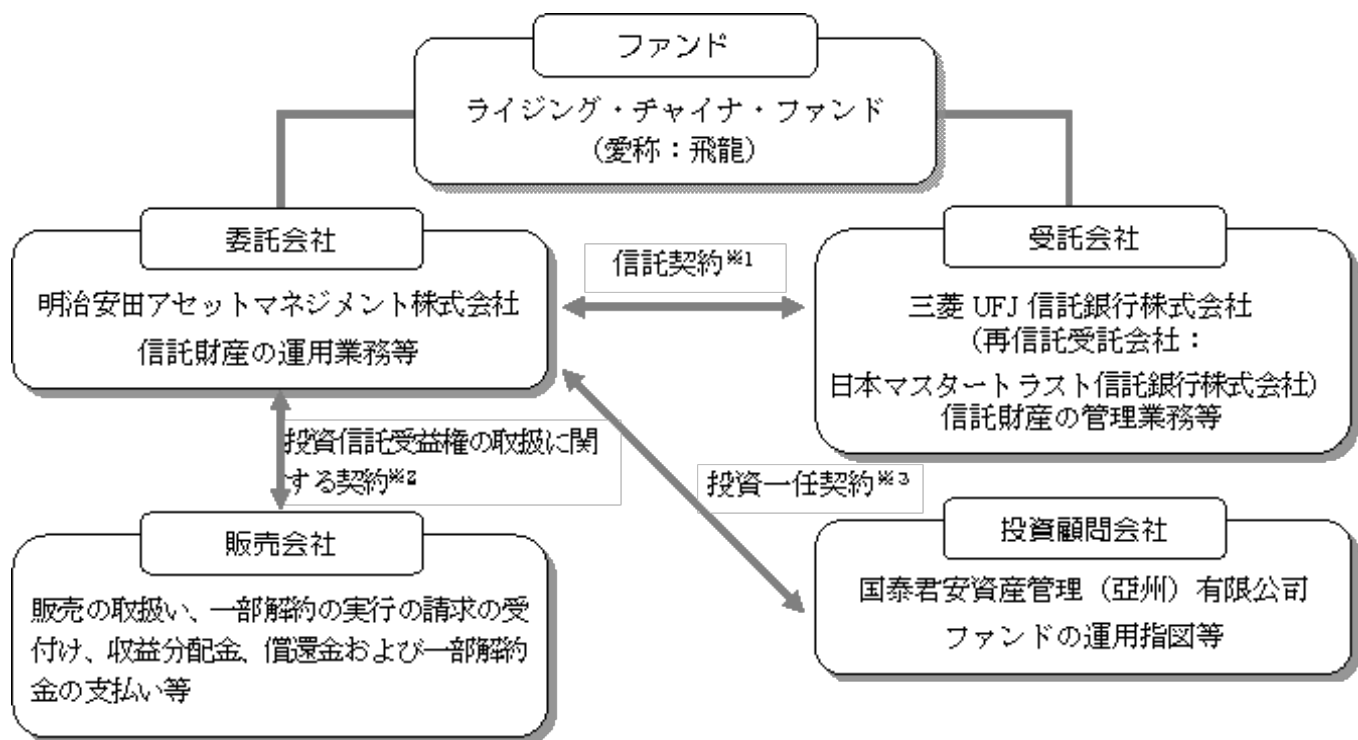 ファンド
ライジング・チャイナ・ファンド
（愛称：飛龍）
委託会社
明治安田アセットマネジメント株式会社
信託財産の運用業務等
信託契約※1
受託会社
三菱 UFJ 信託銀行株式会社
（再信託受託会社：
日本マスタートラスト信託銀行株式会社）
信託財産の管理業務等
投資信託受益権の取扱に関
する契約※2
投資一任契約※3
販売会社
販売の取扱い、一部解約の実行の請求の受
付け、収益分配金、償還金および一部解約
金の支払い等
投資顧問会社
国泰君安資産管理（亞州）有限公司
ファンドの運用指図等